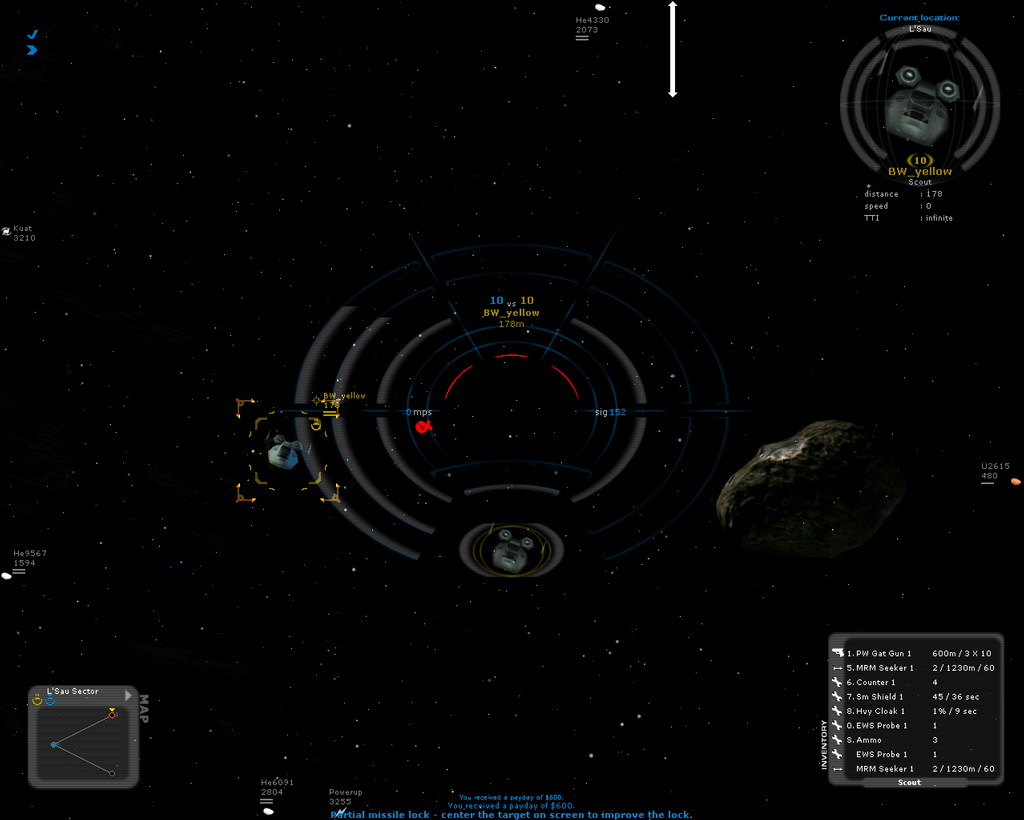 He4330
2073
Current location:
L'Sau
10
BW_yellow
Scout
distance : 178
speed : 0
TTI : infinite
Kuat
3210
10 vs 10
BW_yellow
178m
BW_yellow
178
0 mps
sig 152
U2615
480
He9567
1594
L'Sau Sector
MAP
INVENTORY
1. PW Gat Gun 1 600m / 3 X 10
5. MRM Seeker 1 2 / 1230m / 60
6. Counter 1 4
7. Sm Shield 1 45 / 36 sec
8. Hvy Cloak 1 1% / 9 sec
0. EWS Probe 1 1
S. Ammo 3
EWS Probe 1 1
MRM Seeker 1 2 / 1230m / 60
Scout
He6091
2804
Powerup
3255
You received a payday of $600.
You received a payday of $600.
Partial missile lock - center the target on screen to improve the lock.